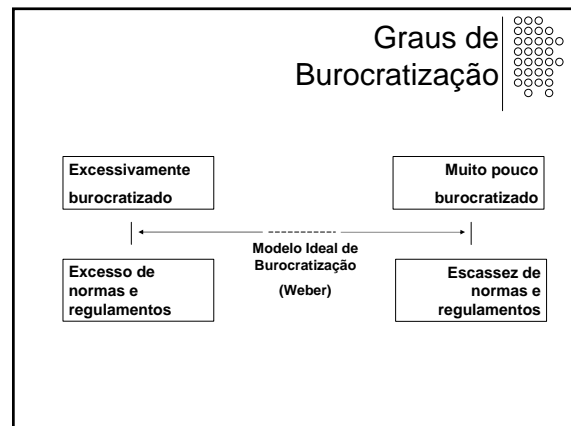 Graus de
Burocratização
Excessivamente
burocratizado
Muito pouco
burocratizado
Modelo Ideal de
Burocratização
(Weber)
Excesso de
normas e
regulamentos
Escassez de
normas e
regulamentos